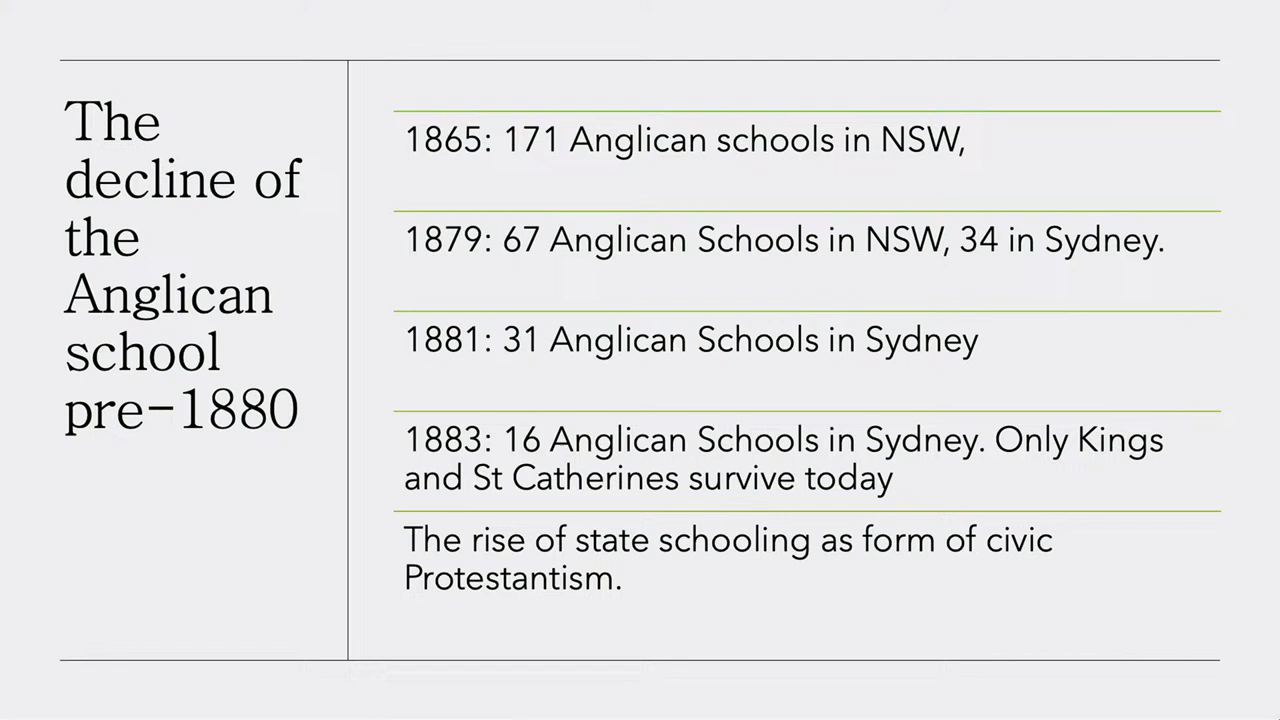 The
decline of
the
Anglican
school
pre-1880
1865: 171 Anglican schools in NSW,
1879: 67 Anglican Schools in NSW, 34 in Sydney.
1881: 31 Anglican Schools in Sydney
1883: 16 Anglican Schools in Sydney. Only Kings
and St Catherines survive today
The rise of state schooling as form of civic
Protestantism.